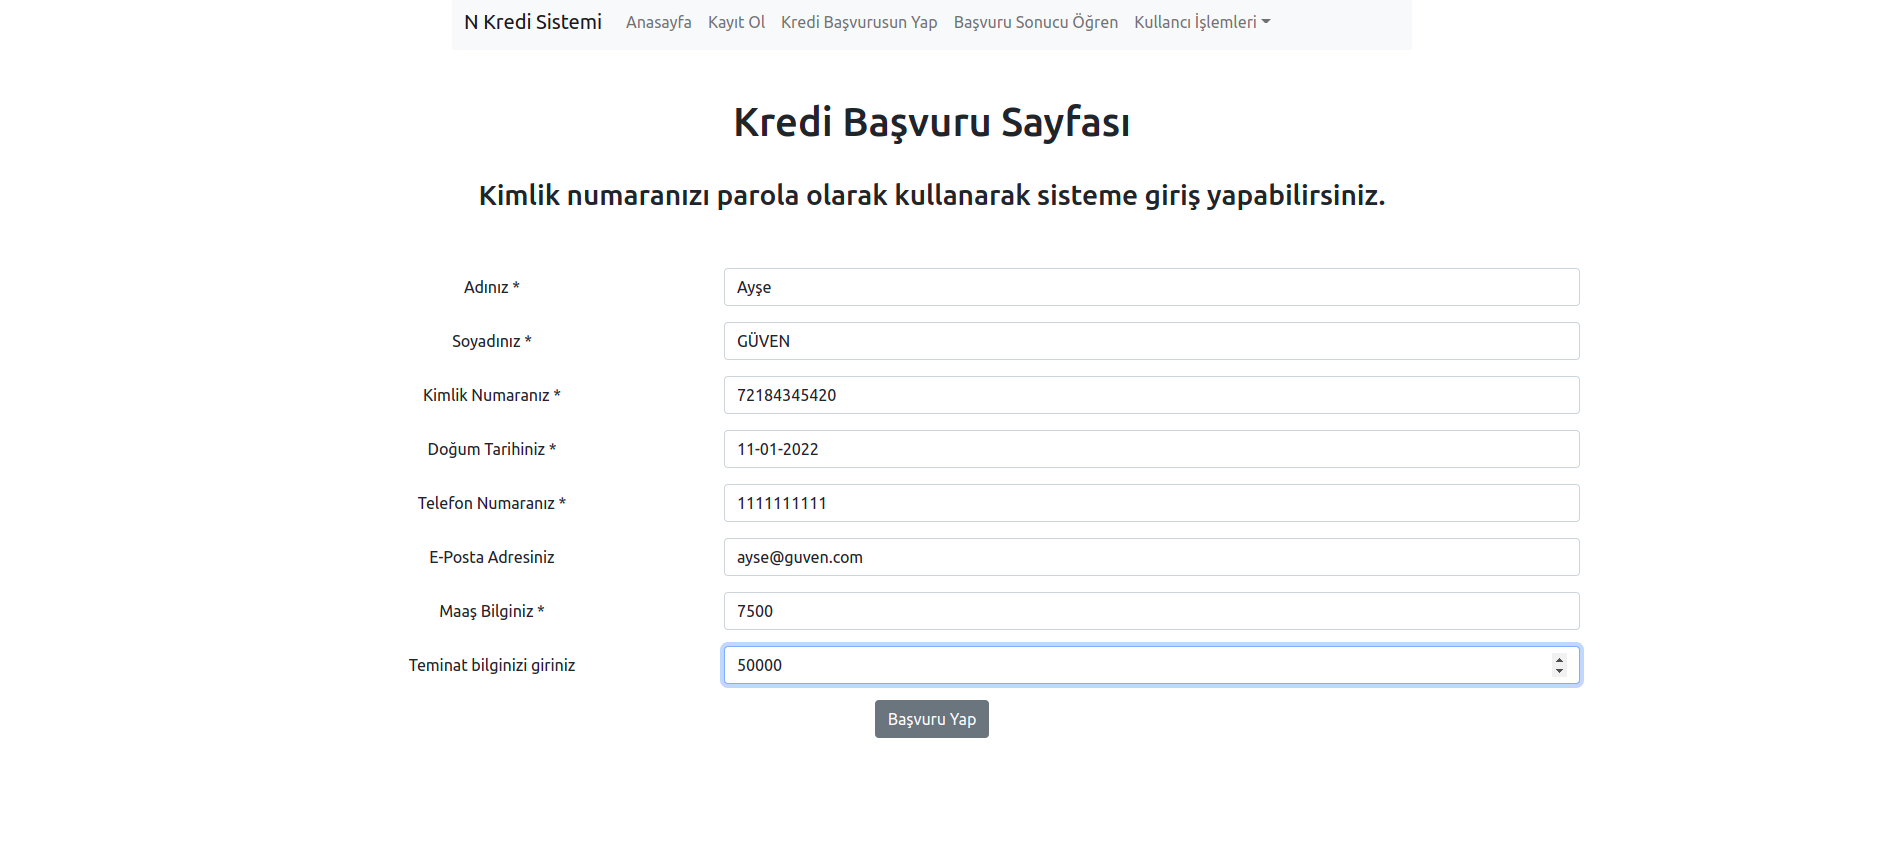 N Kredi Sistemi Anasayfa Kayıt Ol Kredi Başvurusun Yap Başvuru Sonucu Öğren Kullancı İşlemleri
Kredi Başvuru Sayfası
Kimlik numaranızı parola olarak kullanarak sisteme giriş yapabilirsiniz.
Adınız * Ayşe
Soyadınız * GÜVEN
Kimlik Numaranız * 72184345420
Doğum Tarihiniz * 11-01-2022
Telefon Numaranız * 1111111111
E-Posta Adresiniz ayse@guven.com
Maaş Bilginiz * 7500
Teminat bilginizi giriniz 50000
Başvuru Yap